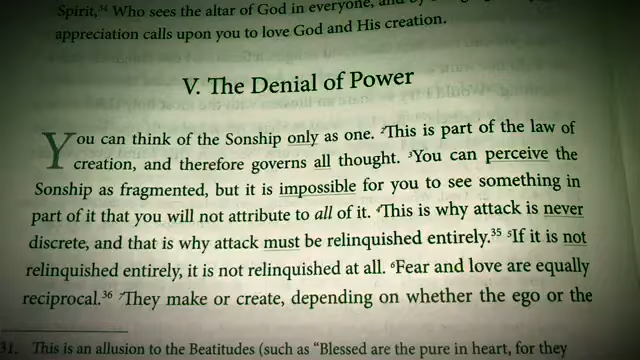 Spirit,³⁴ Who sees the altar of God in everyone, and by
appreciation calls upon you to love God and His creation.
V. The Denial of Power
You can think of the Sonship only as one. ²This is part of the law of
creation, and therefore governs all thought. ³You can perceive the
Sonship as fragmented, but it is impossible for you to see something in
part of it that you will not attribute to all of it. ⁴This is why attack is never
discrete, and that is why attack must be relinquished entirely.³⁵ ⁵If it is not
relinquished entirely, it is not relinquished at all. ⁶Fear and love are equally
reciprocal.³⁶ ⁷They make or create, depending on whether the ego or the
31. This is an allusion to the Beatitudes (such as “Blessed are the pure in heart, for they